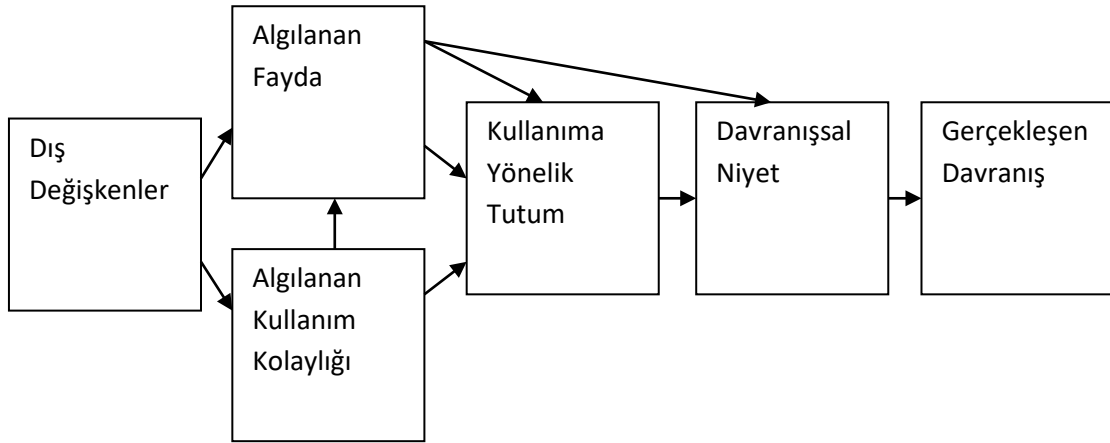 Dış
Değişkenler
Algılanan
Fayda
Algılanan
Kullanım
Kolaylığı
Kullanıma
Yönelik
Tutum
Davranışsal
Niyet
Gerçekleşen
Davranış